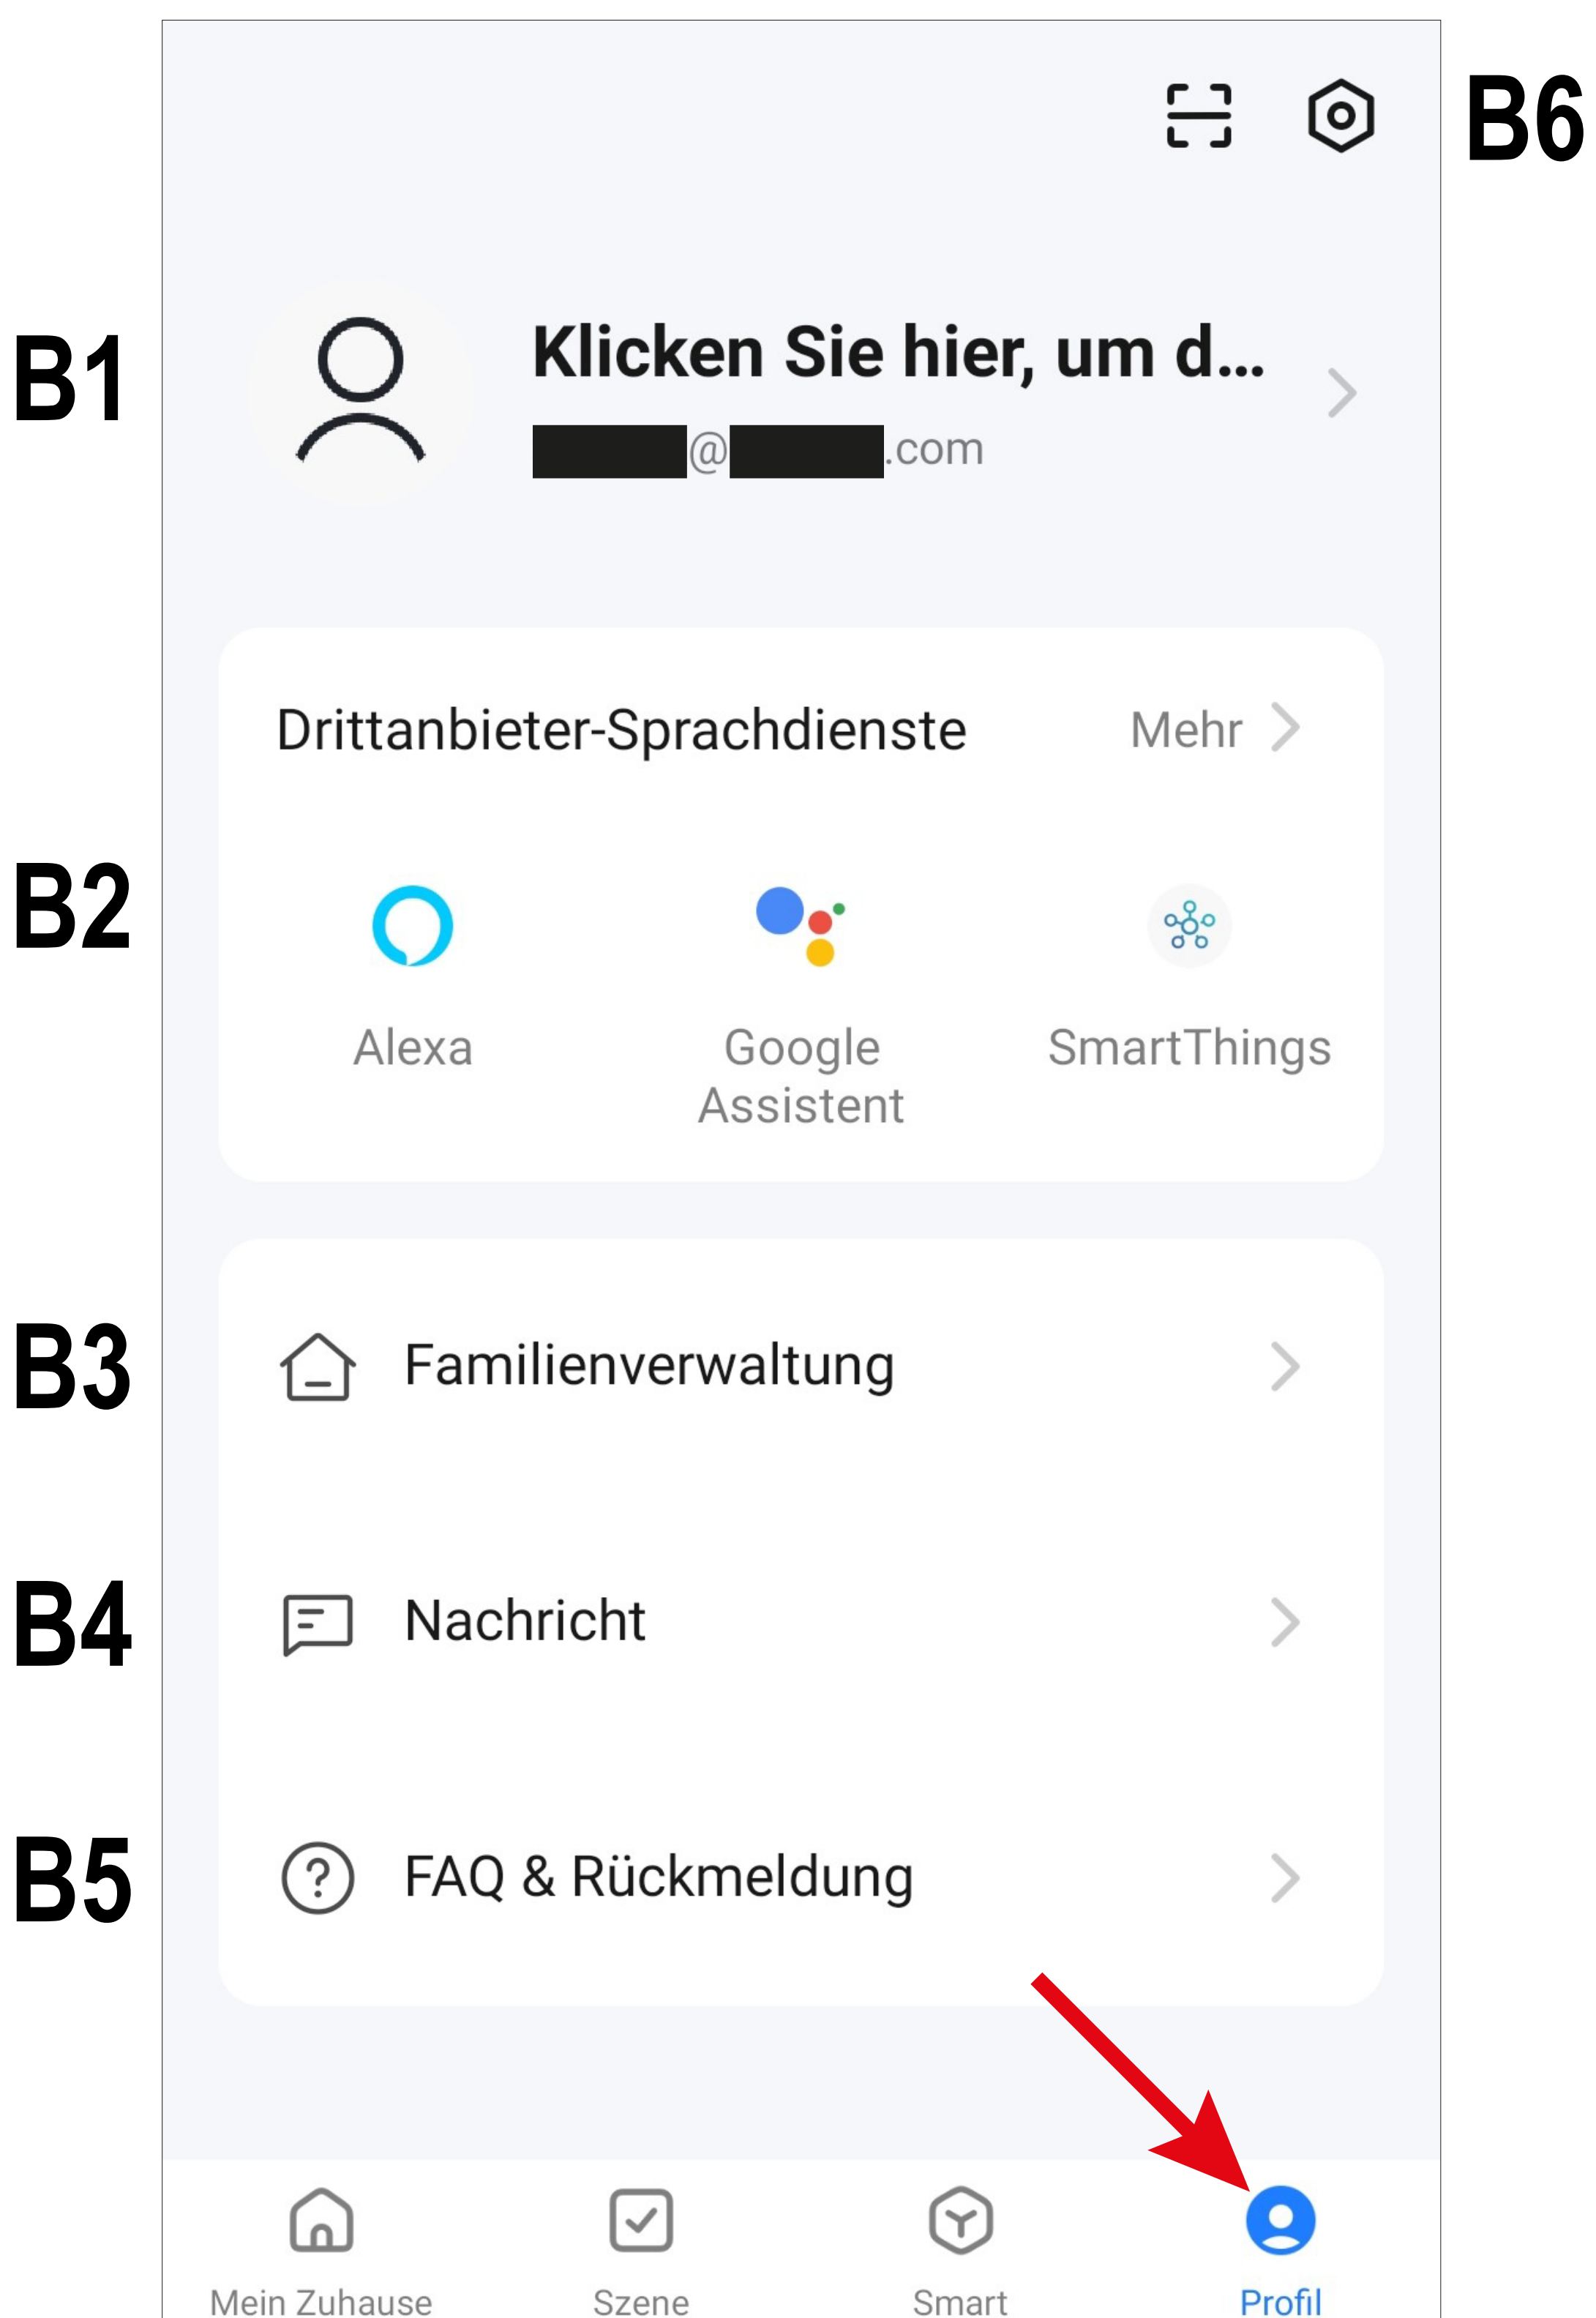 B6
B1
Klicken Sie hier, um d...
@ .com
Drittanbieter-Sprachdienste Mehr
B2
Alexa Google Assistent SmartThings
B3 Familienverwaltung
B4 Nachricht
B5 FAQ & Rückmeldung
Mein Zuhause Szene Smart Profil